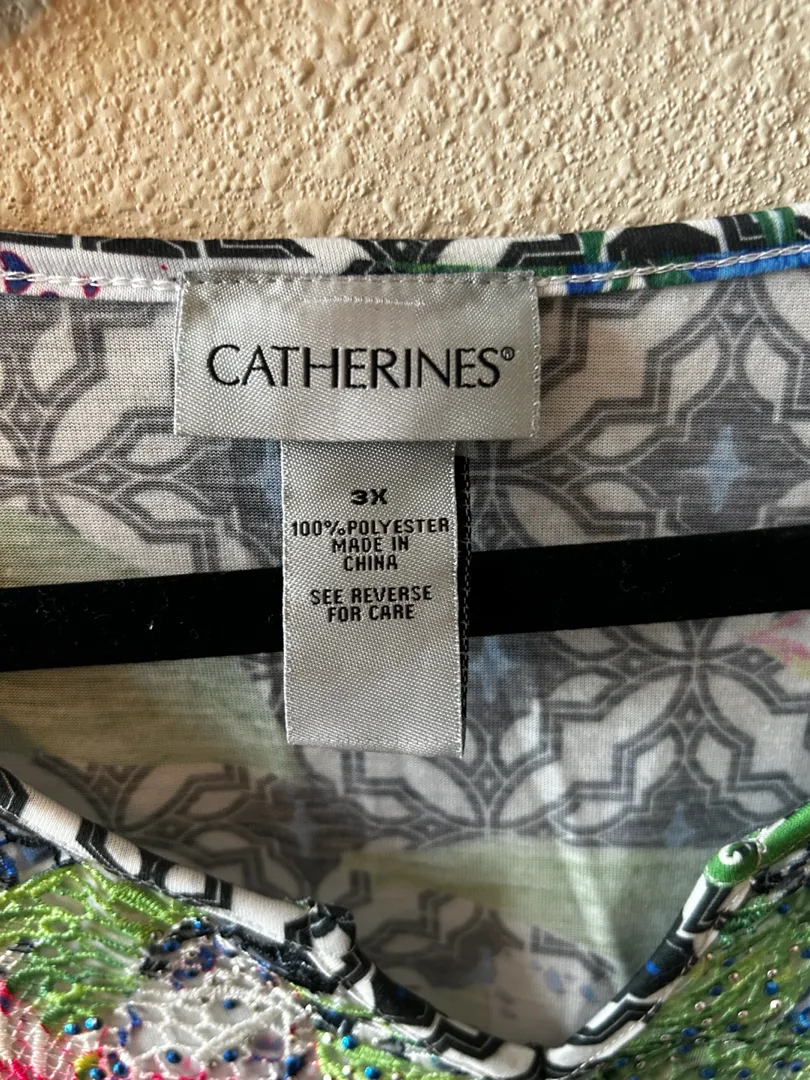 CATHERINES®
3X
100%POLYESTER
MADE IN
CHINA
SEE REVERSE
FOR CARE